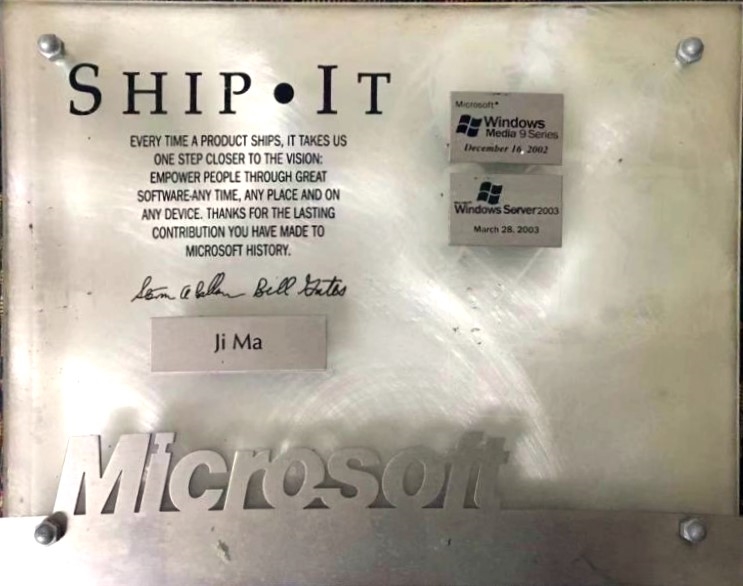 SHIP•IT
EVERY TIME A PRODUCT SHIPS, IT TAKES US
ONE STEP CLOSER TO THE VISION:
EMPOWER PEOPLE THROUGH GREAT
SOFTWARE-ANY TIME, ANY PLACE AND ON
ANY DEVICE. THANKS FOR THE LASTING
CONTRIBUTION YOU HAVE MADE TO
MICROSOFT HISTORY.
Bill Gates
Ji Ma
Microsoft
Windows
Media 9 Series
December 16, 2002
Windows Server 2003
March 28, 2003
Microsoft